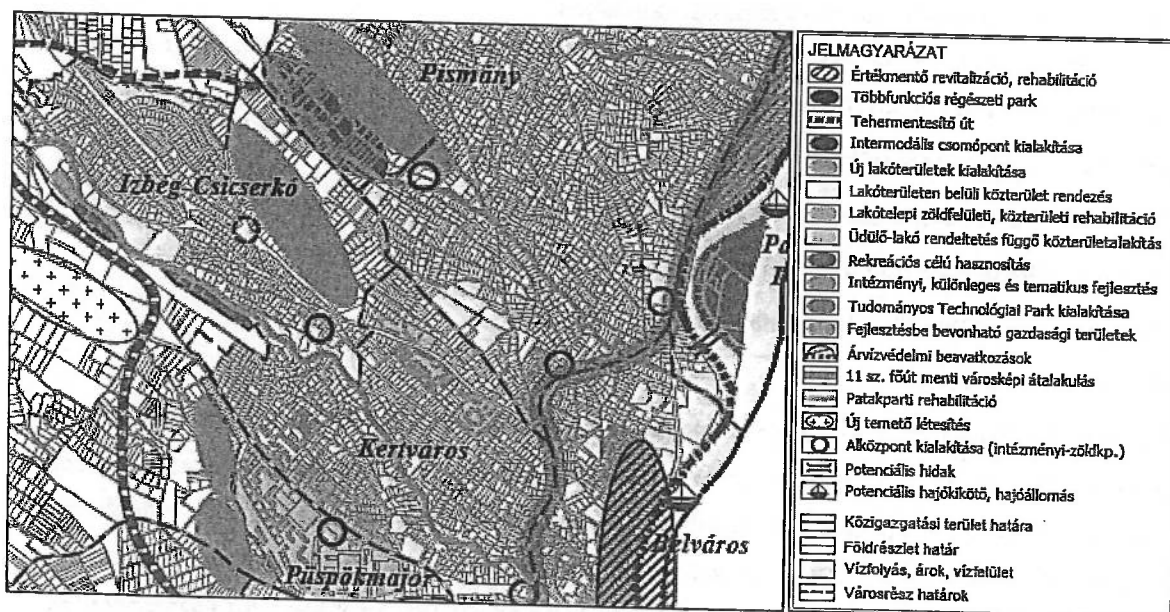 Pismány
Izbég-Csicserkó
Kertváros
Püspökmajor
Belváros
JELMAGYARÁZAT
Értékmentő revitalizáció, rehabilitáció
Többfunkciós régészeti park
Tehermentesítő út
Intermodális csomópont kialakítása
Új lakóterületek kialakítása
Lakóterületen belüli közterület rendezés
Lakótelepi zöldfelületi, közterületi rehabilitáció
Üdülő-lakó rendeltetés függő közterületalakítás
Rekreációs célú hasznosítás
Intézményi, különleges és tematikus fejlesztés
Tudományos Technológiai Park kialakítása
Fejlesztésbe bevonható gazdasági területek
Árvízvédelmi beavatkozások
11 sz. főút menti városképi átalakulás
Patakparti rehabilitáció
Új temető létesítés
Alközpont kialakítása (intézményi-zöldkp.)
Potenciális hidak
Potenciális hajókikötő, hajóállomás
Közigazgatási terület határa
Földrészlet határ
Vízfolyás, árok, vízfelület
Városrész határok